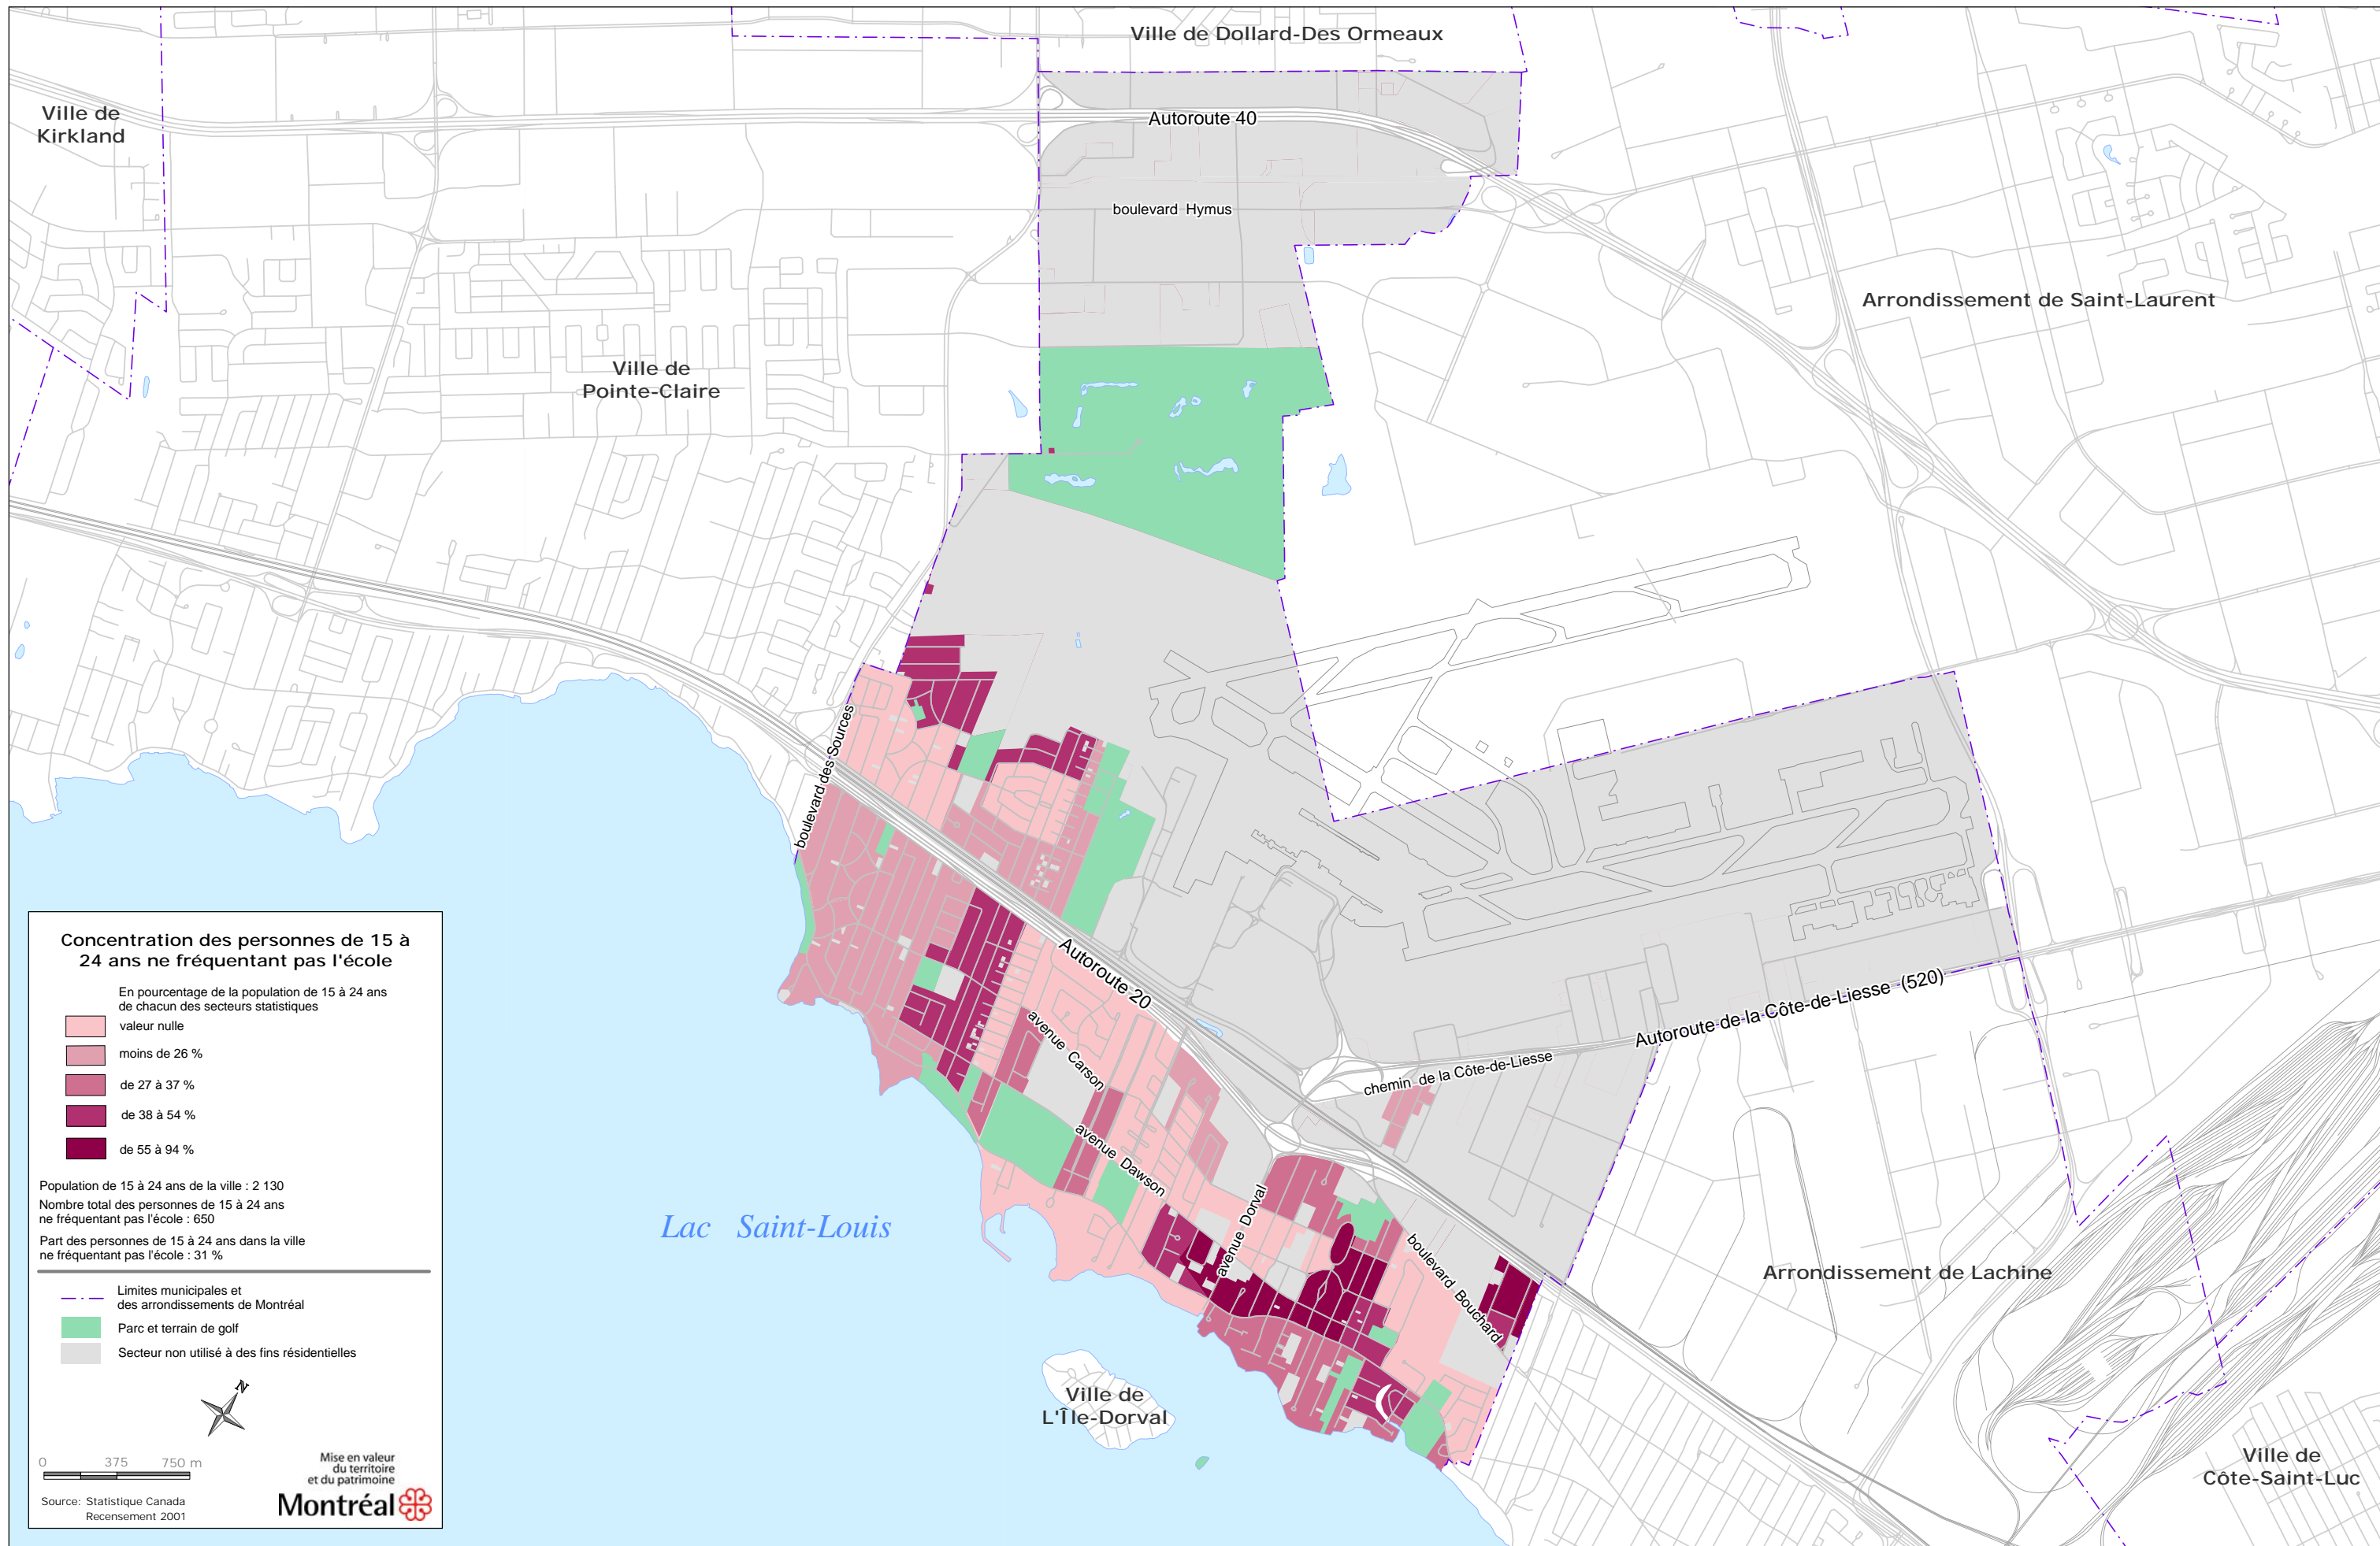 Ville de Dollard-Des Ormeaux
Ville de
Kirkland
Autoroute 40
boulevard Hymus
Arrondissement de Saint-Laurent
Ville de
Pointe-Claire
boulevard des Sources
Autoroute 20
avenue Carson
avenue Dawson
avenue Dorval
boulevard Bouchard
chemin de la Côte-de-Liesse
Autoroute de la Côte-de-Liesse (520)
Arrondissement de Lachine
Lac Saint-Louis
Ville de
L'Île-Dorval
Ville de
Côte-Saint-Luc
Concentration des personnes de 15 à
24 ans ne fréquentant pas l'école
En pourcentage de la population de 15 à 24 ans
de chacun des secteurs statistiques
valeur nulle
moins de 26 %
de 27 à 37 %
de 38 à 54 %
de 55 à 94 %
Population de 15 à 24 ans de la ville : 2 130
Nombre total des personnes de 15 à 24 ans
ne fréquentant pas l'école : 650
Part des personnes de 15 à 24 ans dans la ville
ne fréquentant pas l'école : 31 %
Limites municipales et
des arrondissements de Montréal
Parc et terrain de golf
Secteur non utilisé à des fins résidentielles
N
0 375 750 m
Mise en valeur
du territoire
et du patrimoine
Montréal
Source: Statistique Canada
Recensement 2001